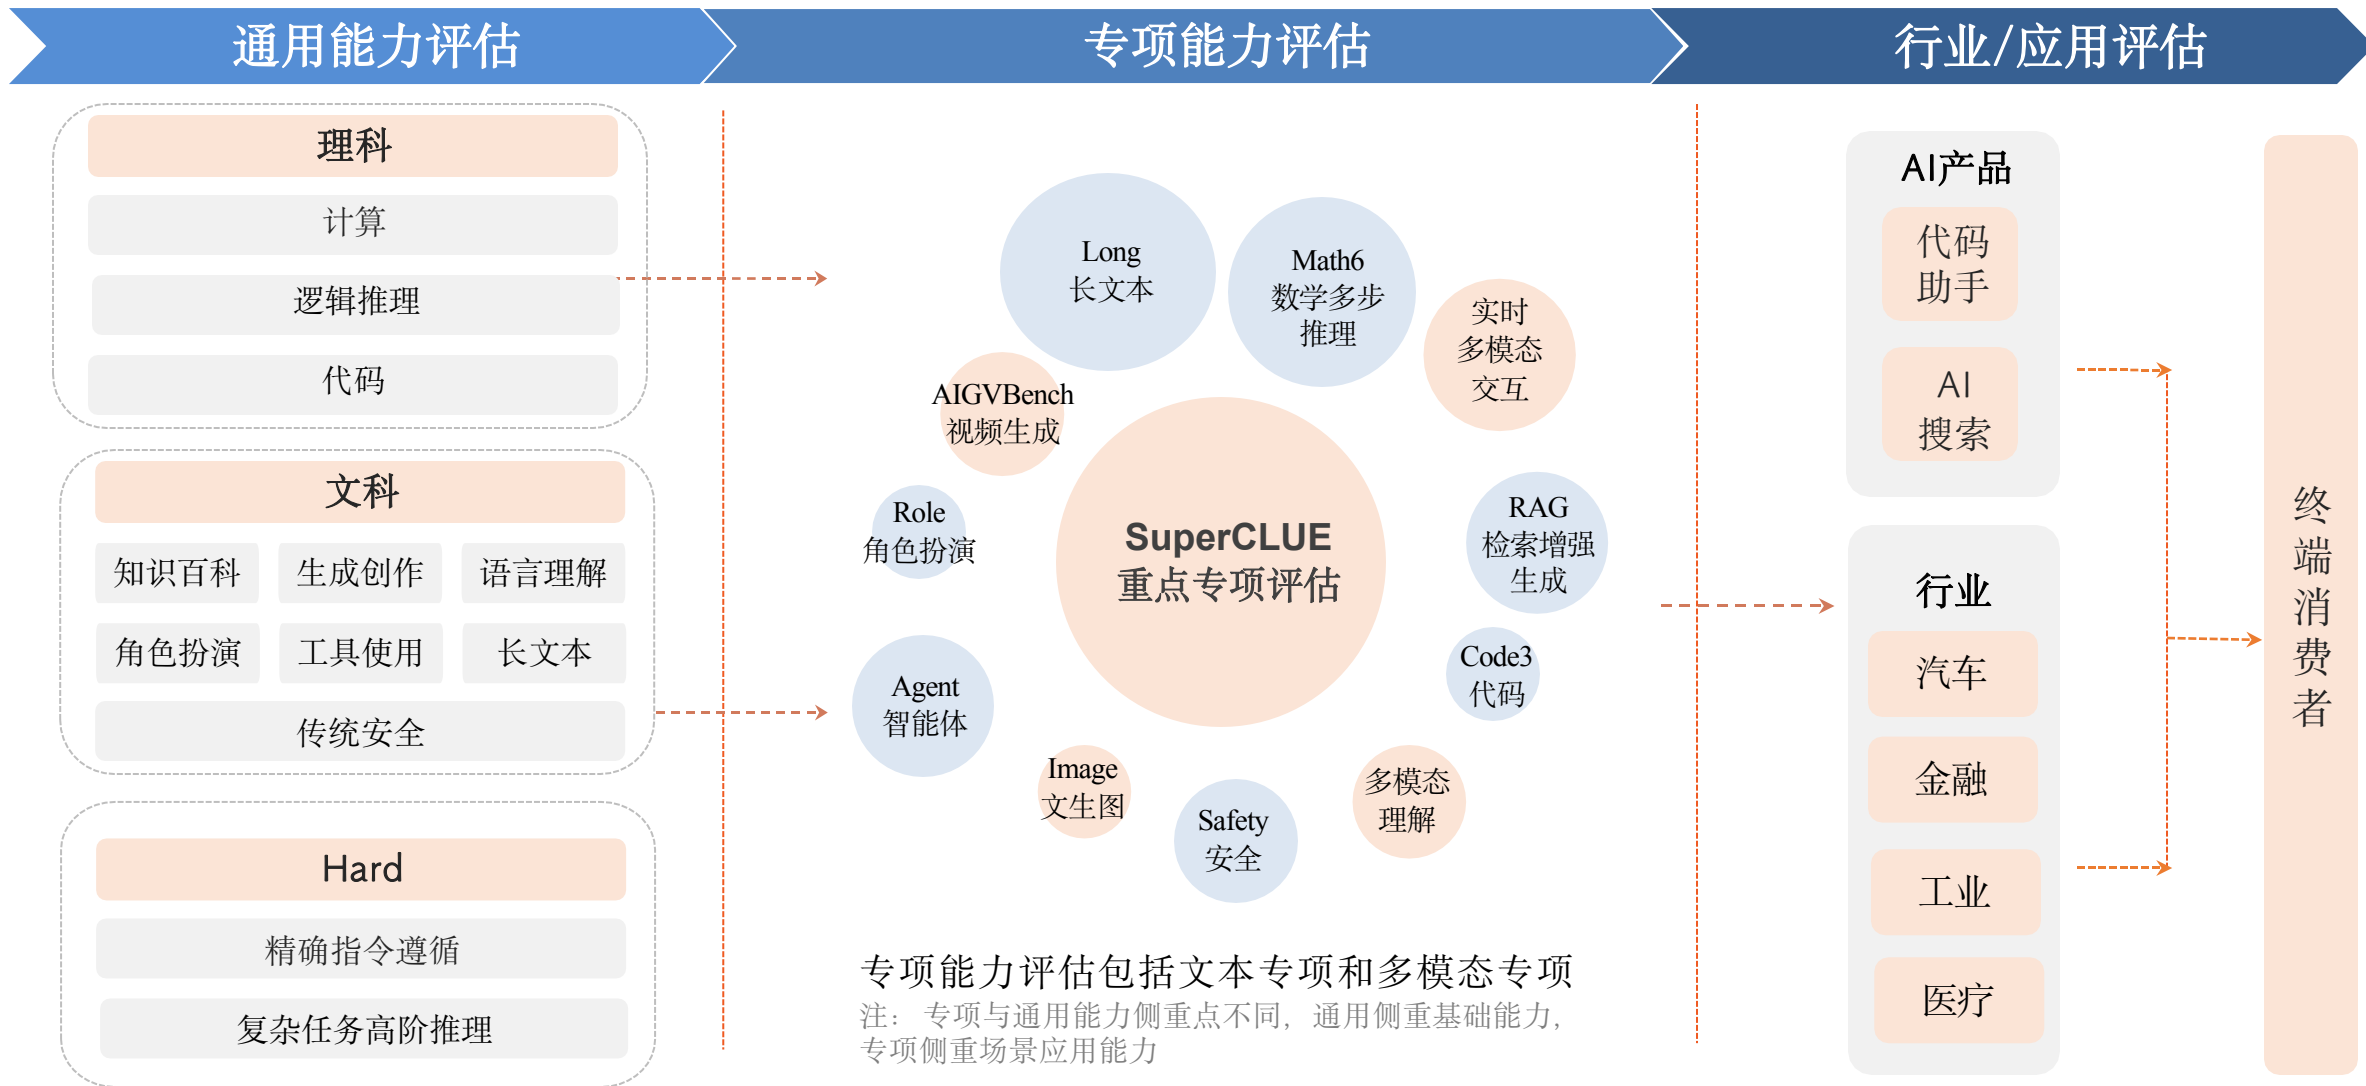 通用能力评估
专项能力评估
行业/应用评估
理科
计算
逻辑推理
代码
文科
知识百科
生成创作
语言理解
角色扮演
工具使用
长文本
传统安全
Hard
精确指令遵循
复杂任务高阶推理
Long
长文本
Math6
数学多步
推理
实时
多模态
交互
AIGVBench
视频生成
Role
角色扮演
SuperCLUE
重点专项评估
RAG
检索增强
生成
Code3
代码
Agent
智能体
Image
文生图
Safety
安全
多模态
理解
专项能力评估包括文本专项和多模态专项
注： 专项与通用能力侧重点不同，通用侧重基础能力，
专项侧重场景应用能力
AI产品
代码
助手
AI
搜索
行业
汽车
金融
工业
医疗
终
端
消
费
者